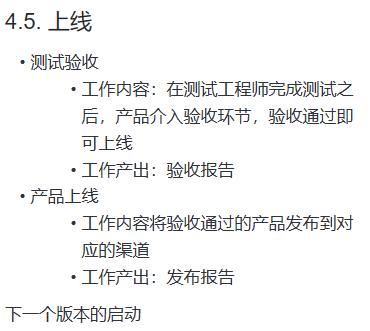 4.5. 上线
• 测试验收
• 工作内容：在测试工程师完成测试之
后，产品介入验收环节，验收通过即
可上线
• 工作产出：验收报告
• 产品上线
• 工作内容将验收通过的产品发布到对
应的渠道
• 工作产出：发布报告
下一个版本的启动